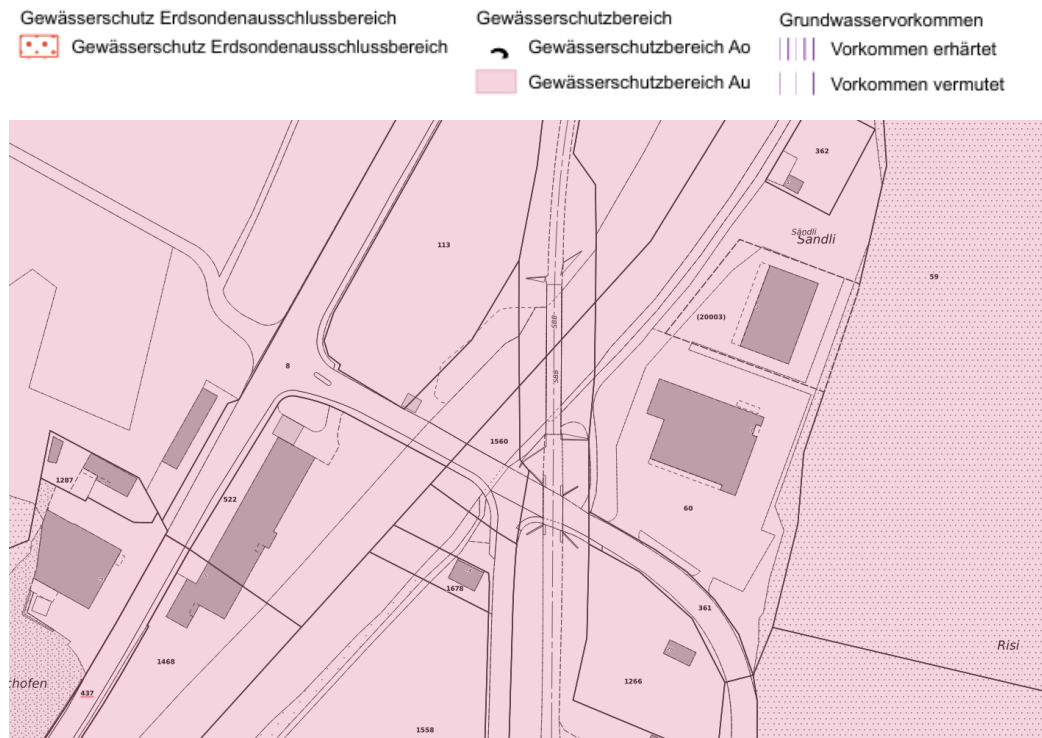 Gewässerschutz Erdsondenausschlussbereich
Gewässerschutz Erdsondenausschlussbereich
Gewässerschutzbereich
Gewässerschutzbereich Ao
Gewässerschutzbereich Au
Grundwasservorkommen
Vorkommen erhärtet
Vorkommen vermutet
362
Sändli
Sändli
113
59
(20003)
SBB
8
SBB
1560
1287
522
60
1678
361
Risi
1468
hofen
437
1266
1558